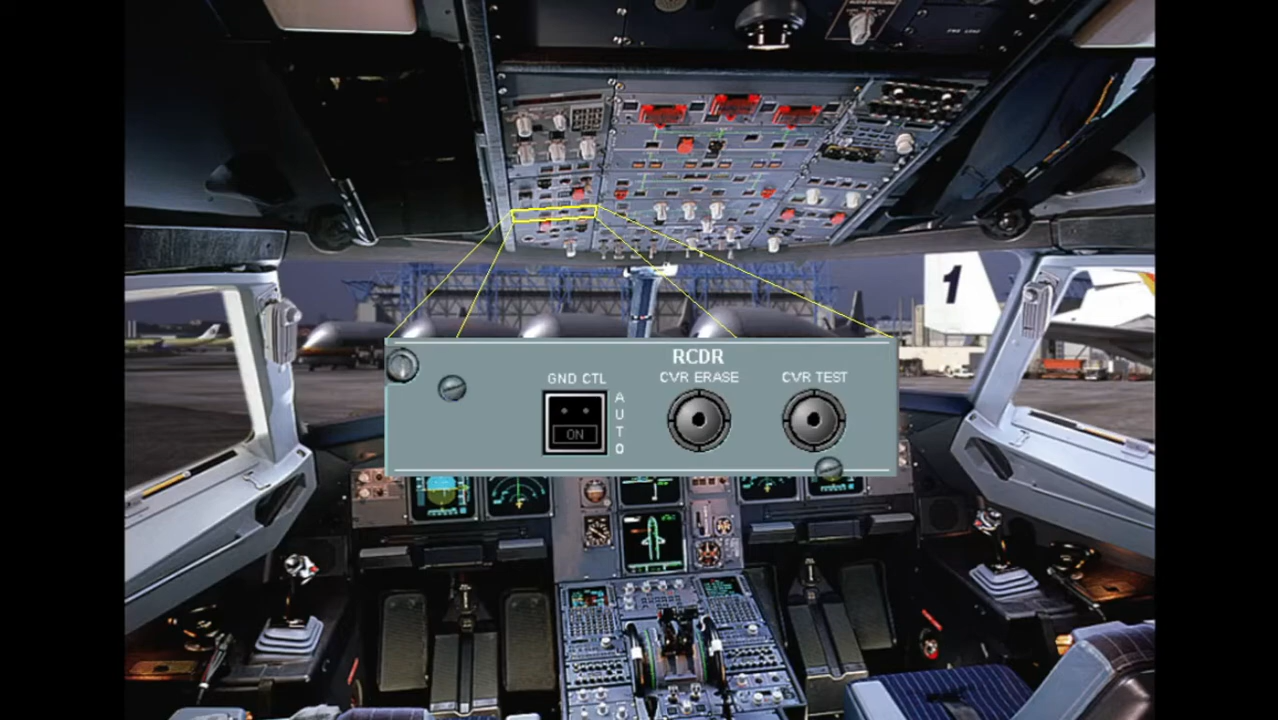 RCDR
GND CTL
CVR ERASE
CVR TEST
AUTO
ON
1